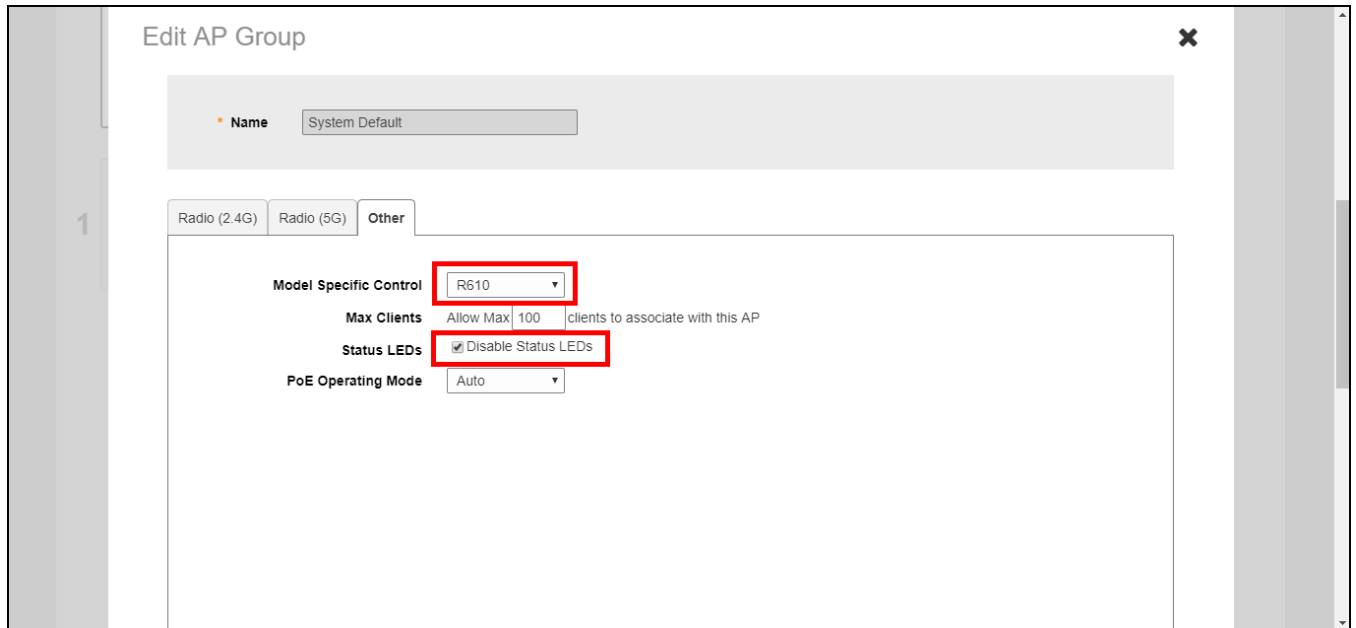 Edit AP Group
* Name System Default
1
Radio (2.4G) Radio (5G) Other
Model Specific Control R610
Max Clients Allow Max 100 clients to associate with this AP
Status LEDs Disable Status LEDs
PoE Operating Mode Auto